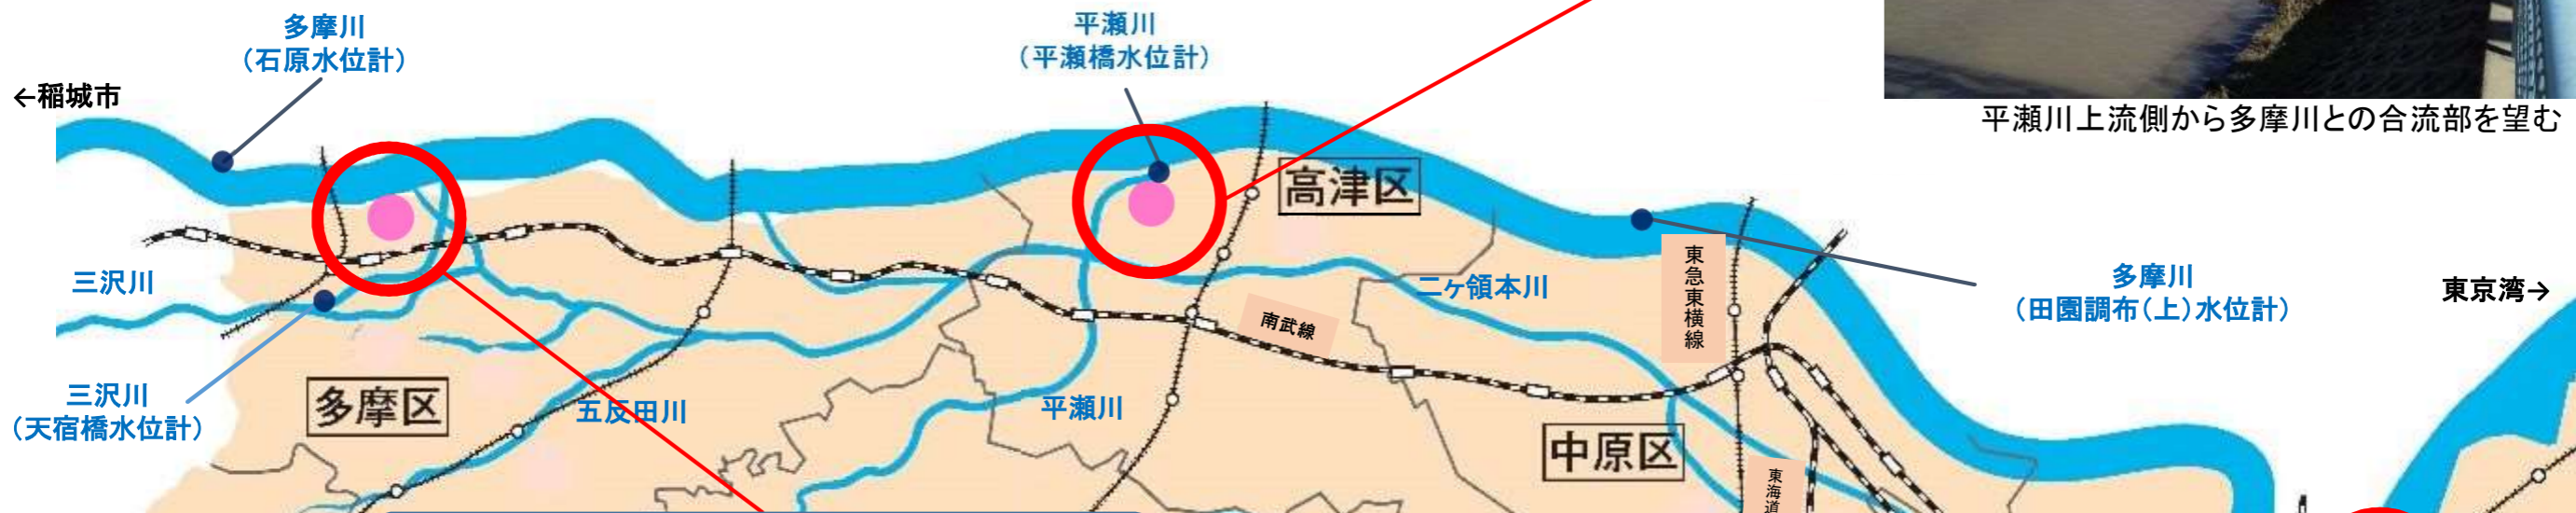 多摩川
（石原水位計）
平瀬川
（平瀬橋水位計）
←稲城市
平瀬川上流側から多摩川との合流部を望む
高津区
三沢川
二ヶ領本川
東急東横線
多摩川
（田園調布（上）水位計）
東京湾→
南武線
三沢川
（天宿橋水位計）
多摩区
五反田川
平瀬川
中原区
東海道